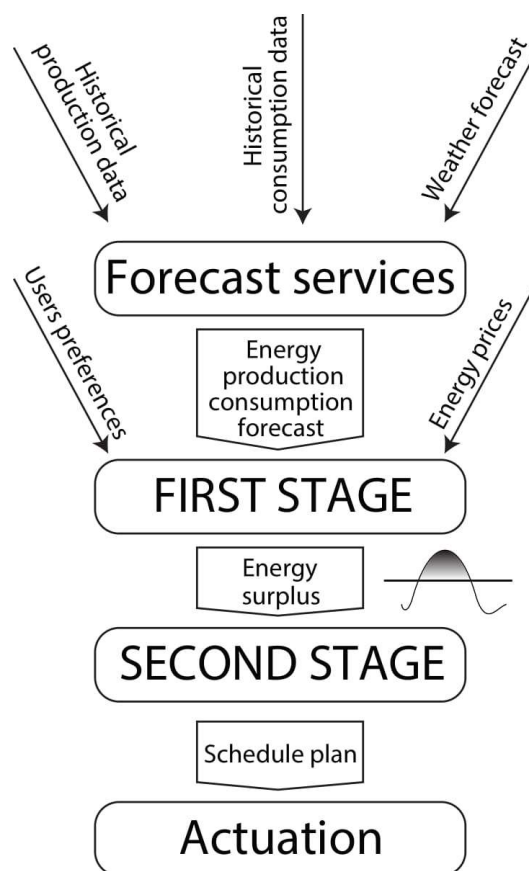 Historical
production data
Historical
consumption data
Weather forecast
Forecast services
Users preferences
Energy
production
consumption
forecast
Energy prices
FIRST STAGE
Energy
surplus
SECOND STAGE
Schedule plan
Actuation